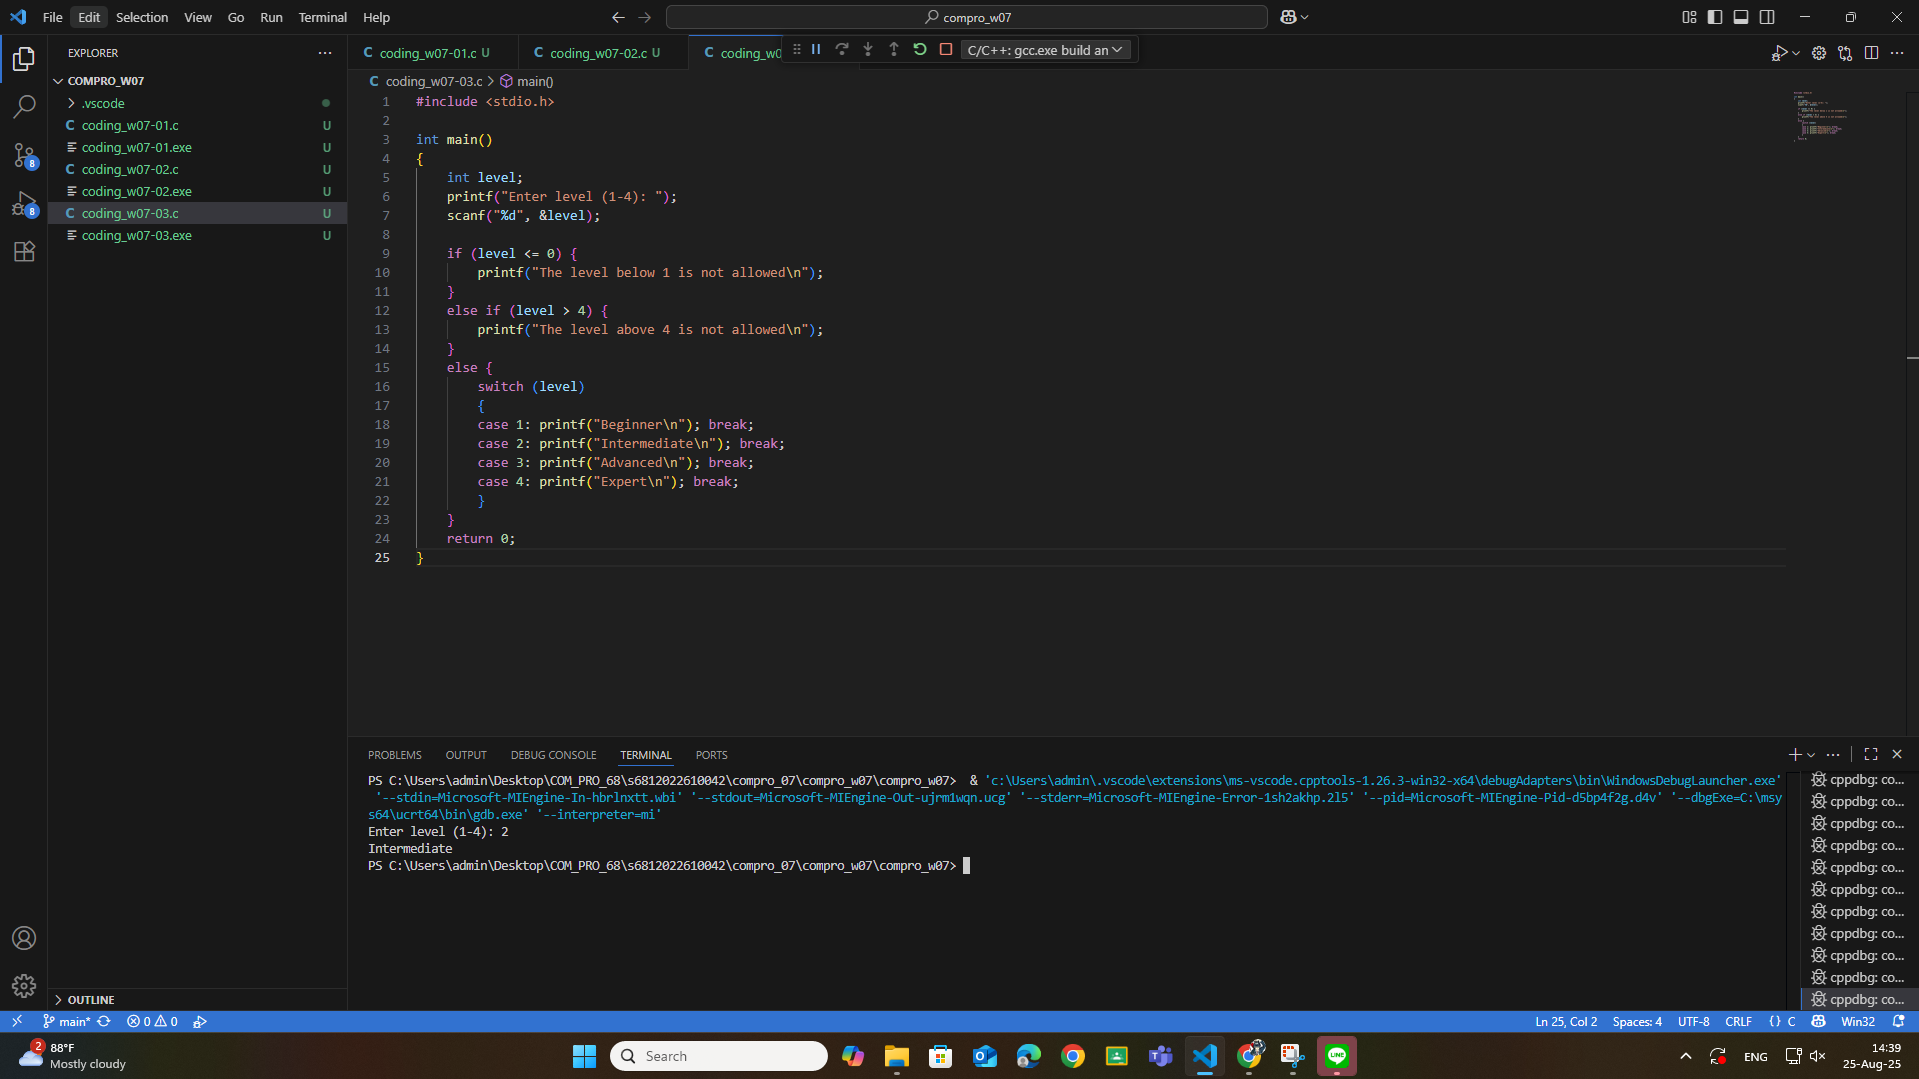 File Edit Selection View Go Run Terminal Help
compro_w07
EXPLORER
COMPRO_W07
.vscode
coding_w07-01.c U
coding_w07-01.exe U
coding_w07-02.c U
coding_w07-02.exe U
coding_w07-03.c U
coding_w07-03.exe U
8
8
OUTLINE
coding_w07-01.c U
coding_w07-02.c U
coding_w0
C/C++: gcc.exe build an
coding_w07-03.c > main()
1 #include <stdio.h>
2
3 int main()
4 {
5 int level;
6 printf("Enter level (1-4): ");
7 scanf("%d", &level);
8
9 if (level <= 0) {
10 printf("The level below 1 is not allowed\n");
11 }
12 else if (level > 4) {
13 printf("The level above 4 is not allowed\n");
14 }
15 else {
16 switch (level)
17 {
18 case 1: printf("Beginner\n"); break;
19 case 2: printf("Intermediate\n"); break;
20 case 3: printf("Advanced\n"); break;
21 case 4: printf("Expert\n"); break;
22 }
23 }
24 return 0;
25 }
PROBLEMS OUTPUT DEBUG CONSOLE TERMINAL PORTS
PS C:\Users\admin\Desktop\COM_PRO_68\s6812022610042\compro_07\compro_w07\compro_w07> & 'c:\Users\admin\.vscode\extensions\ms-vscode.cpptools-1.26.3-win32-x64\debugAdapters\bin\WindowsDebugLauncher.exe'
'--stdin=Microsoft-MIEngine-In-hbrlnxtt.wbi' '--stdout=Microsoft-MIEngine-Out-ujrm1wqn.ucg' '--stderr=Microsoft-MIEngine-Error-1sh2akhp.2l5' '--pid=Microsoft-MIEngine-Pid-d5bp4f2g.d4v' '--dbgExe=C:\msy
s64\ucrt64\bin\gdb.exe' '--interpreter=mi'
Enter level (1-4): 2
Intermediate
PS C:\Users\admin\Desktop\COM_PRO_68\s6812022610042\compro_07\compro_w07\compro_w07>
cppdbg: co...
cppdbg: co...
cppdbg: co...
cppdbg: co...
cppdbg: co...
cppdbg: co...
cppdbg: co...
cppdbg: co...
cppdbg: co...
cppdbg: co...
cppdbg: co...
main* 0 0 Ln 25, Col 2 Spaces: 4 UTF-8 CRLF {} C Win32
2
88°F
Mostly cloudy
Search
LINE
ENG
14:39
25-Aug-25